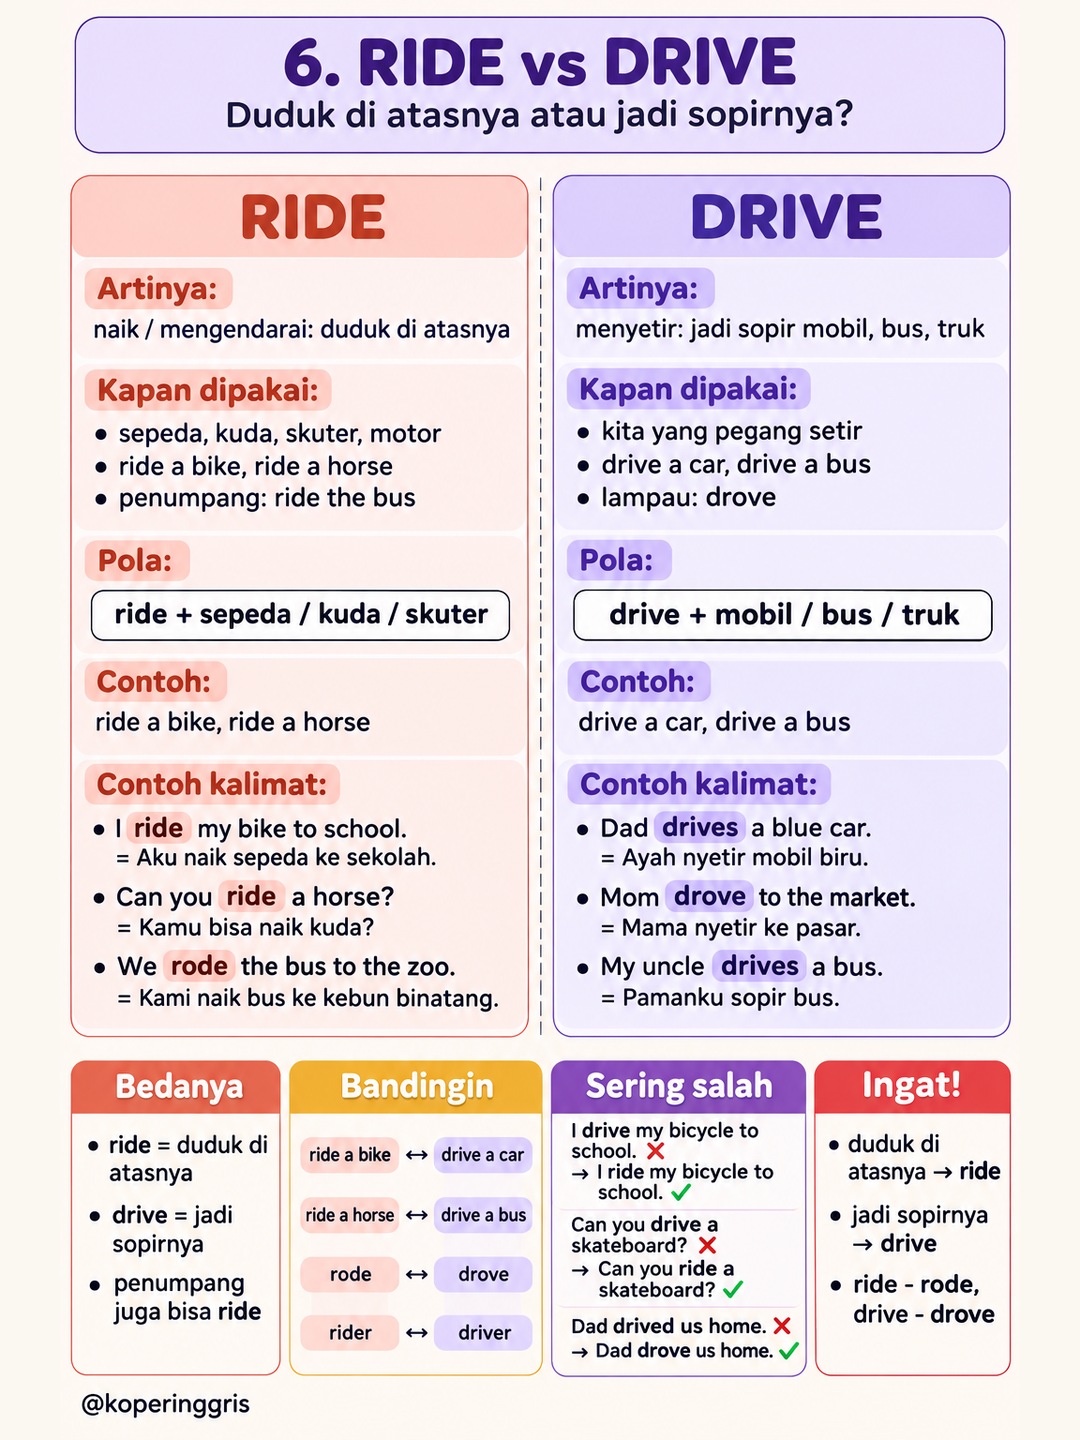 6. RIDE vs DRIVE
Duduk di atasnya atau jadi sopirnya?
RIDE
Artinya:
naik / mengendarai: duduk di atasnya
Kapan dipakai:
• sepeda, kuda, skuter, motor
• ride a bike, ride a horse
• penumpang: ride the bus
Pola:
ride + sepeda / kuda / skuter
Contoh:
ride a bike, ride a horse
Contoh kalimat:
• I ride my bike to school.
= Aku naik sepeda ke sekolah.
• Can you ride a horse?
= Kamu bisa naik kuda?
• We rode the bus to the zoo.
= Kami naik bus ke kebun binatang.
DRIVE
Artinya:
menyetir: jadi sopir mobil, bus, truk
Kapan dipakai:
• kita yang pegang setir
• drive a car, drive a bus
• lampau: drove
Pola:
drive + mobil / bus / truk
Contoh:
drive a car, drive a bus
Contoh kalimat:
• Dad drives a blue car.
= Ayah nyetir mobil biru.
• Mom drove to the market.
= Mama nyetir ke pasar.
• My uncle drives a bus.
= Pamanku sopir bus.
Bedanya
• ride = duduk di
atasnya
• drive = jadi
sopirnya
• penumpang
juga bisa ride
Bandingin
ride a bike ↔ drive a car
ride a horse ↔ drive a bus
rode ↔ drove
rider ↔ driver
Sering salah
I drive my bicycle to
school. ❌
→ I ride my bicycle to
school. ✓
Can you drive a
skateboard? ❌
→ Can you ride a
skateboard? ✓
Dad drived us home. ❌
→ Dad drove us home. ✓
Ingat!
• duduk di
atasnya → ride
• jadi sopirnya
→ drive
• ride - rode,
drive - drove
@koperinggris